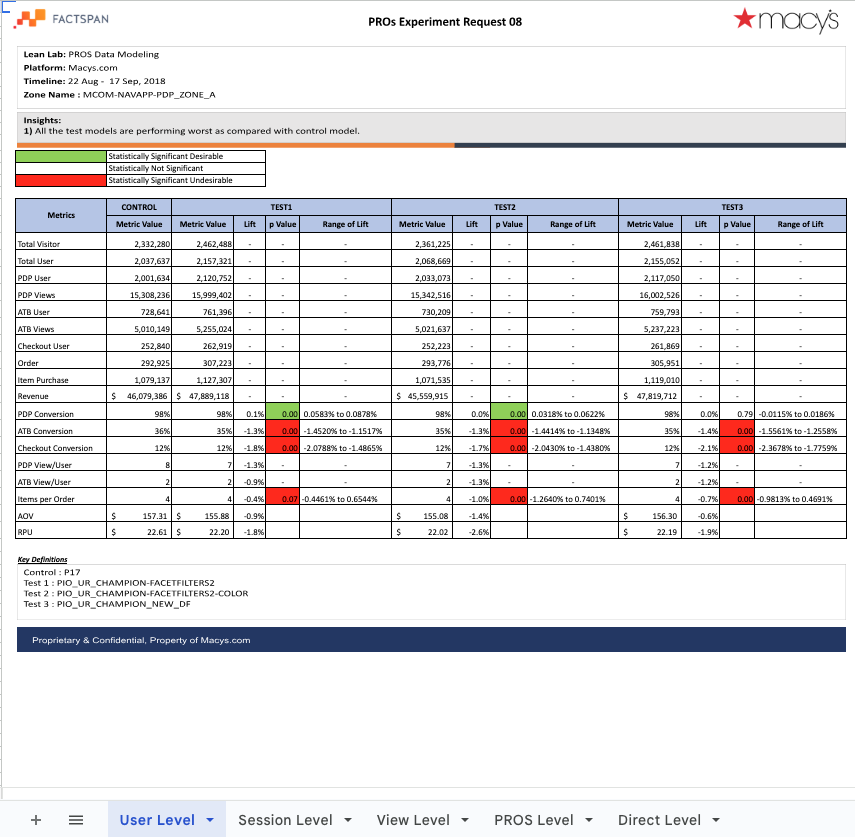 FACTSPAN
PROs Experiment Request 08
macy's
Lean Lab: PROS Data Modeling
Platform: Macys.com
Timeline: 22 Aug - 17 Sep, 2018
Zone Name : MCOM-NAVAPP-PDP_ZONE_A
Insights:
1) All the test models are performing worst as compared with control model.
Statistically Significant Desirable
Statistically Not Significant
Statistically Significant Undesirable
Metrics CONTROL TEST1 TEST2 TEST3
Metric Value Metric Value Lift p Value Range of Lift Metric Value Lift p Value Range of Lift Metric Value Lift p Value Range of Lift
Total Visitor 2,332,280 2,462,488 - - - 2,361,225 - - - 2,461,838 - - -
Total User 2,037,637 2,157,321 - - - 2,068,669 - - - 2,155,052 - - -
PDP User 2,001,634 2,120,752 - - - 2,033,073 - - - 2,117,050 - - -
PDP Views 15,308,236 15,999,402 - - - 15,342,516 - - - 16,002,526 - - -
ATB User 728,641 761,396 - - - 730,209 - - - 759,793 - - -
ATB Views 5,010,149 5,255,024 - - - 5,021,637 - - - 5,237,223 - - -
Checkout User 252,840 262,919 - - - 252,223 - - - 261,869 - - -
Order 292,925 307,223 - - - 293,776 - - - 305,951 - - -
Item Purchase 1,079,137 1,127,307 - - - 1,071,535 - - - 1,119,010 - - -
Revenue $ 46,079,386 $ 47,889,118 - - - $ 45,559,915 - - - $ 47,819,712 - - -
PDP Conversion 98% 98% 0.1% 0.00 0.0583% to 0.0878% 98% 0.0% 0.00 0.0318% to 0.0622% 98% 0.0% 0.79 -0.0115% to 0.0186%
ATB Conversion 36% 35% -1.3% 0.00 -1.4520% to -1.1517% 35% -1.3% 0.00 -1.4414% to -1.1348% 35% -1.4% 0.00 -1.5561% to -1.2558%
Checkout Conversion 12% 12% -1.8% 0.00 -2.0788% to -1.4865% 12% -1.7% 0.00 -2.0430% to -1.4380% 12% -2.1% 0.00 -2.3678% to -1.7759%
PDP View/User 8 7 -1.3% - - 7 -1.3% - - 7 -1.2% - -
ATB View/User 2 2 -0.9% - - 2 -1.3% - - 2 -1.2% - -
Items per Order 4 4 -0.4% 0.07 -0.4461% to 0.6544% 4 -1.0% 0.00 -1.2640% to 0.7401% 4 -0.7% 0.00 -0.9813% to 0.4691%
AOV $ 157.31 $ 155.88 -0.9% $ 155.08 -1.4% $ 156.30 -0.6%
RPU $ 22.61 $ 22.20 -1.8% $ 22.02 -2.6% $ 22.19 -1.9%
Key Definitions
Control : P17
Test 1 : PIO_UR_CHAMPION-FACETFILTERS2
Test 2 : PIO_UR_CHAMPION-FACETFILTERS2-COLOR
Test 3 : PIO_UR_CHAMPION_NEW_DF
Proprietary & Confidential, Property of Macys.com
User Level Session Level View Level PROS Level Direct Level